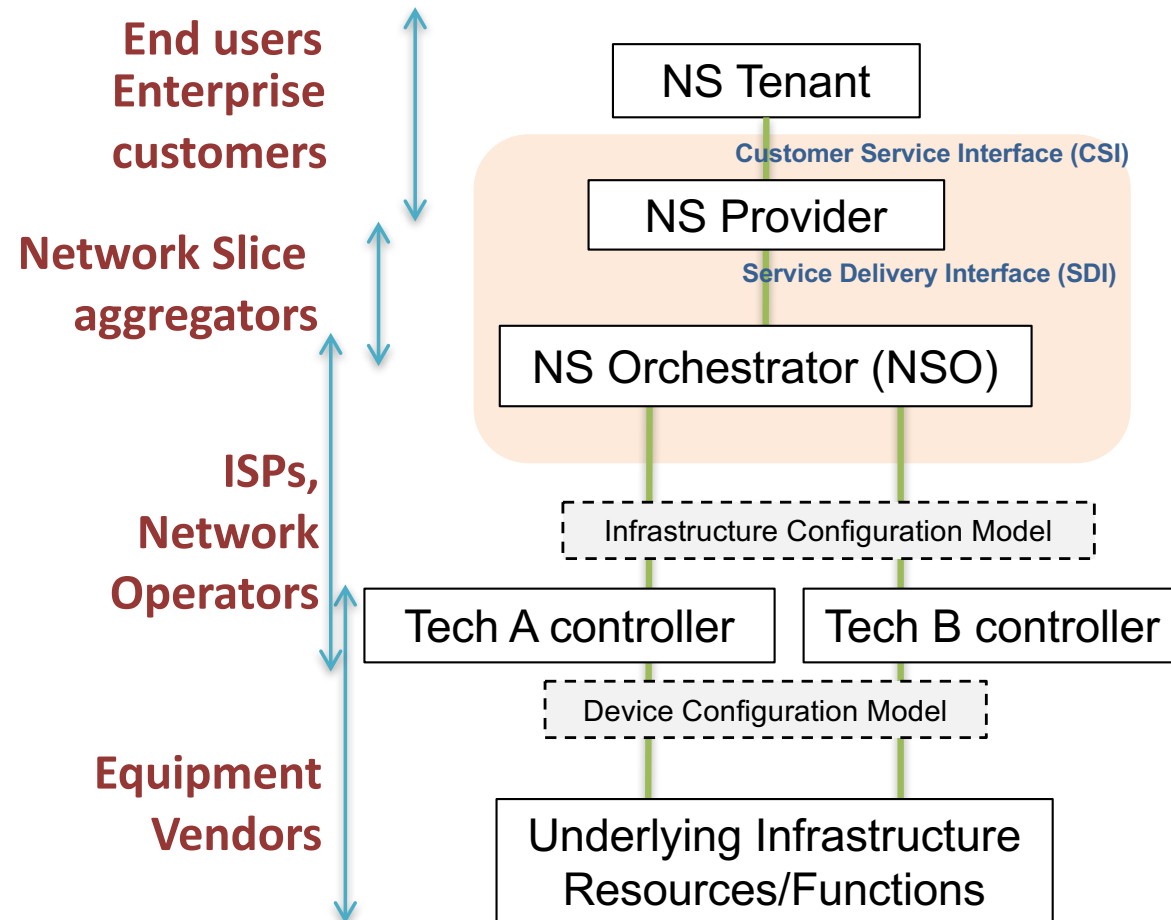 End users
Enterprise
customers
NS Tenant
Customer Service Interface (CSI)
NS Provider
Network Slice
aggregators
Service Delivery Interface (SDI)
NS Orchestrator (NSO)
ISPs,
Network
Operators
Infrastructure Configuration Model
Tech A controller
Tech B controller
Device Configuration Model
Equipment
Vendors
Underlying Infrastructure
Resources/Functions